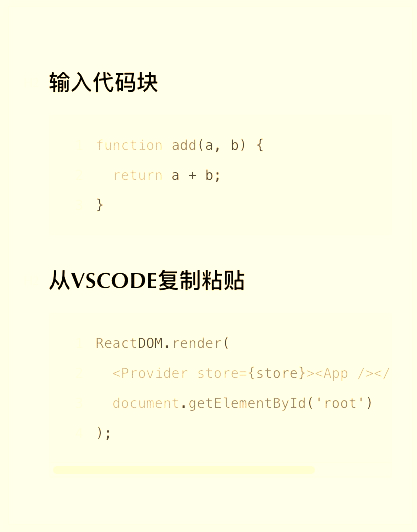 输入代码块
function add(a, b) {
  return a + b;
}
从VSCODE复制粘贴
ReactDOM.render(
  <Provider store={store}><App /></
  document.getElementById('root')
);